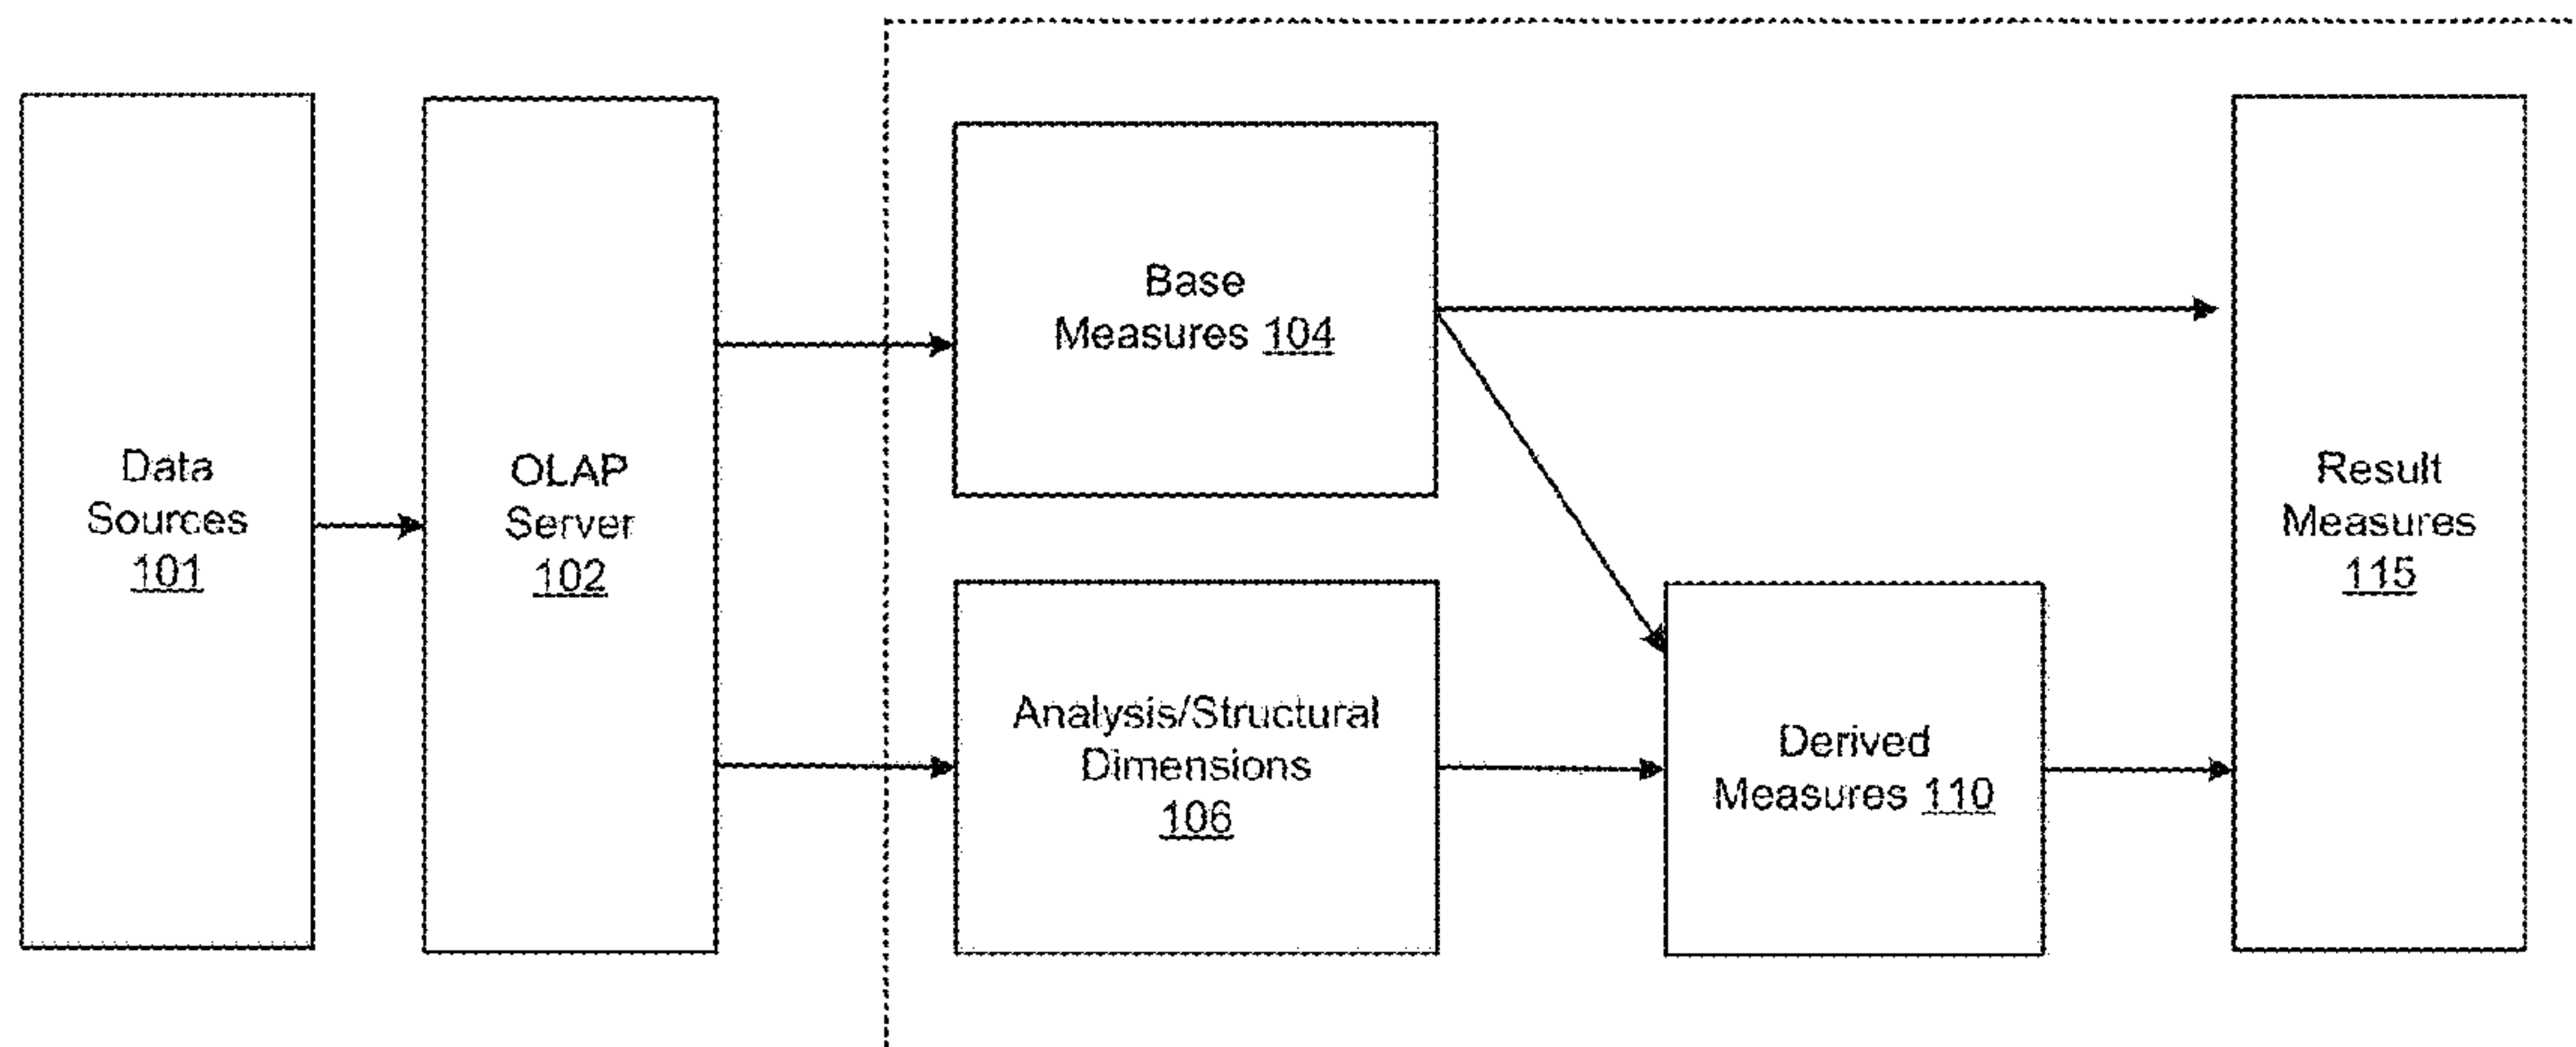 Data
Sources
101
OLAP
Server
102
Base
Measures 104
Analysis/Structural
Dimensions
106
Derived
Measures 110
Result
Measures
115